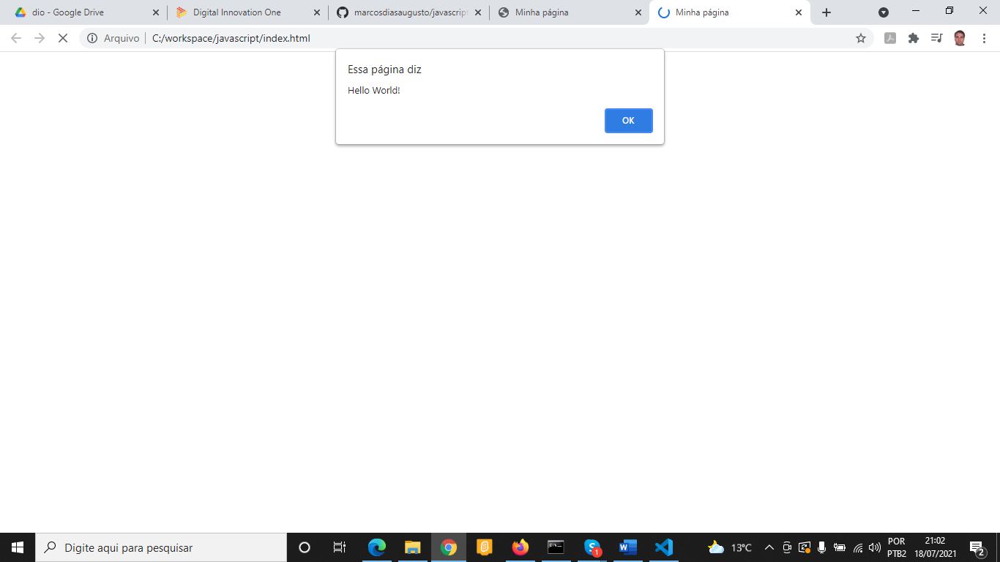 dio - Google Drive
Digital Innovation One
marcosdiasaugusto/javascript
Minha página
Minha página
Arquivo
C:/workspace/javascript/index.html
Essa página diz
Hello World!
OK
Digite aqui para pesquisar
1
13°C
POR
PTB2
21:02
18/07/2021
2